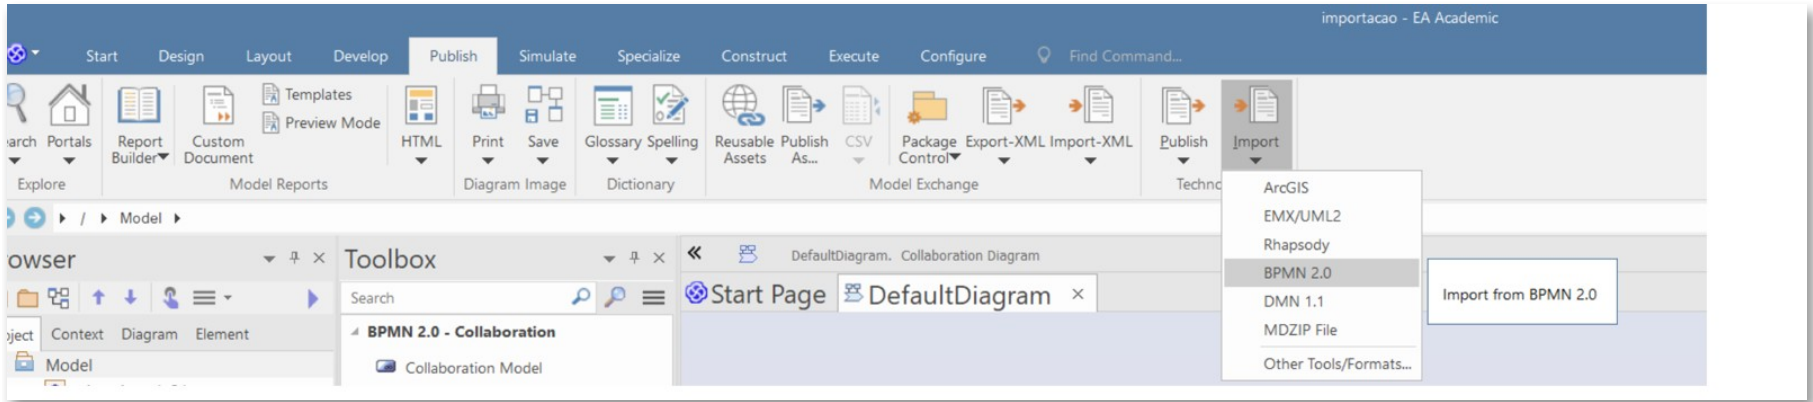 importacao - EA Academic
Start Design Layout Develop Publish Simulate Specialize Construct Execute Configure Find Command...
Templates
Preview Mode
Portals
Report Builder
Custom Document
HTML
Print
Save
Glossary
Spelling
Reusable Assets
Publish As...
CSV
Package Control
Export-XML
Import-XML
Publish
Import
Explore
Model Reports
Diagram Image
Dictionary
Model Exchange
/ Model
Toolbox
DefaultDiagram. Collaboration Diagram
Search
Start Page
DefaultDiagram
Context Diagram Element
BPMN 2.0 - Collaboration
Model
Collaboration Model
ArcGIS
EMX/UML2
Rhapsody
BPMN 2.0
DMN 1.1
MDZIP File
Other Tools/Formats...
Import from BPMN 2.0